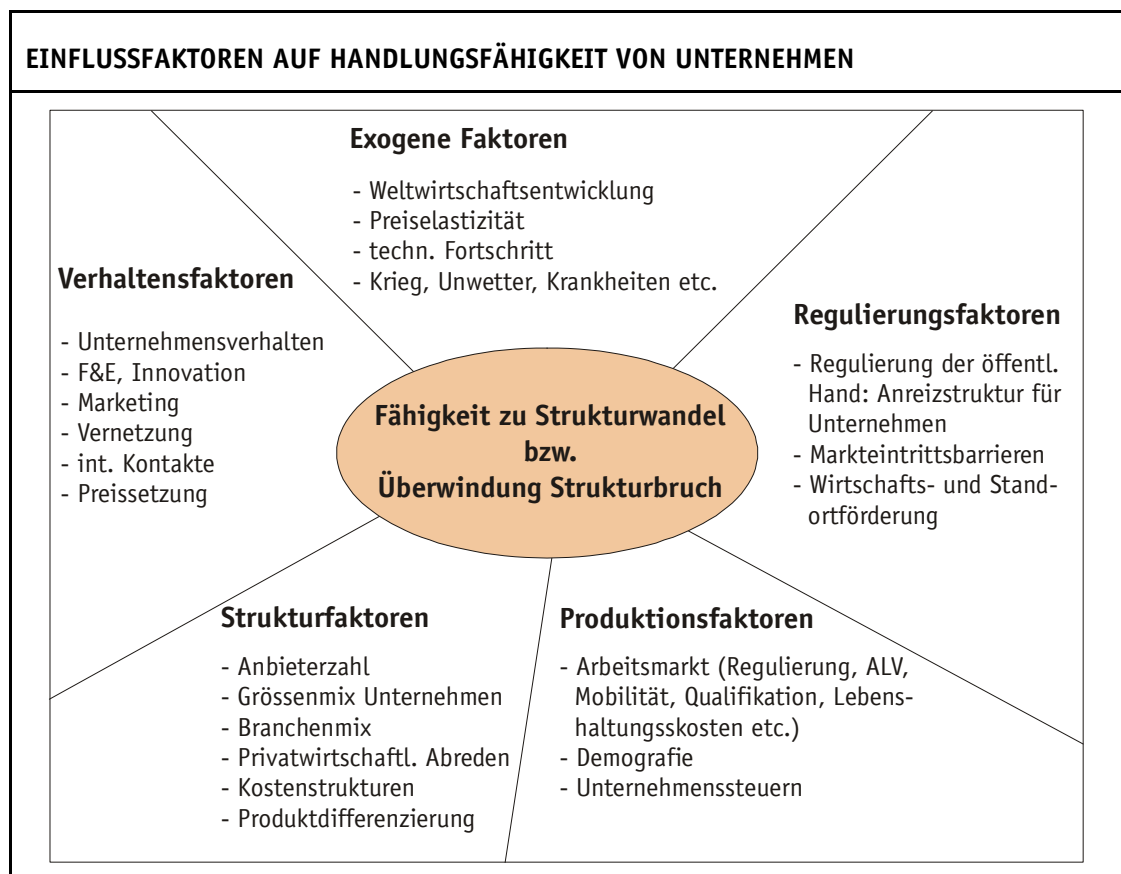 EINFLUSSFAKTOREN AUF HANDLUNGSFÄHIGKEIT VON UNTERNEHMEN
Exogene Faktoren
- Weltwirtschaftsentwicklung
- Preiselastizität
- techn. Fortschritt
- Krieg, Unwetter, Krankheiten etc.
Verhaltensfaktoren
- Unternehmensverhalten
- F&E, Innovation
- Marketing
- Vernetzung
- int. Kontakte
- Preissetzung
Regulierungsfaktoren
- Regulierung der öffentl.
Hand: Anreizstruktur für
Unternehmen
- Markteintrittsbarrieren
- Wirtschafts- und Stand-
ortförderung
Fähigkeit zu Strukturwandel
bzw.
Überwindung Strukturbruch
Strukturfaktoren
- Anbieterzahl
- Grössenmix Unternehmen
- Branchenmix
- Privatwirtschaftl. Abreden
- Kostenstrukturen
- Produktdifferenzierung
Produktionsfaktoren
- Arbeitsmarkt (Regulierung, ALV,
Mobilität, Qualifikation, Lebens-
haltungsskosten etc.)
- Demografie
- Unternehmenssteuern